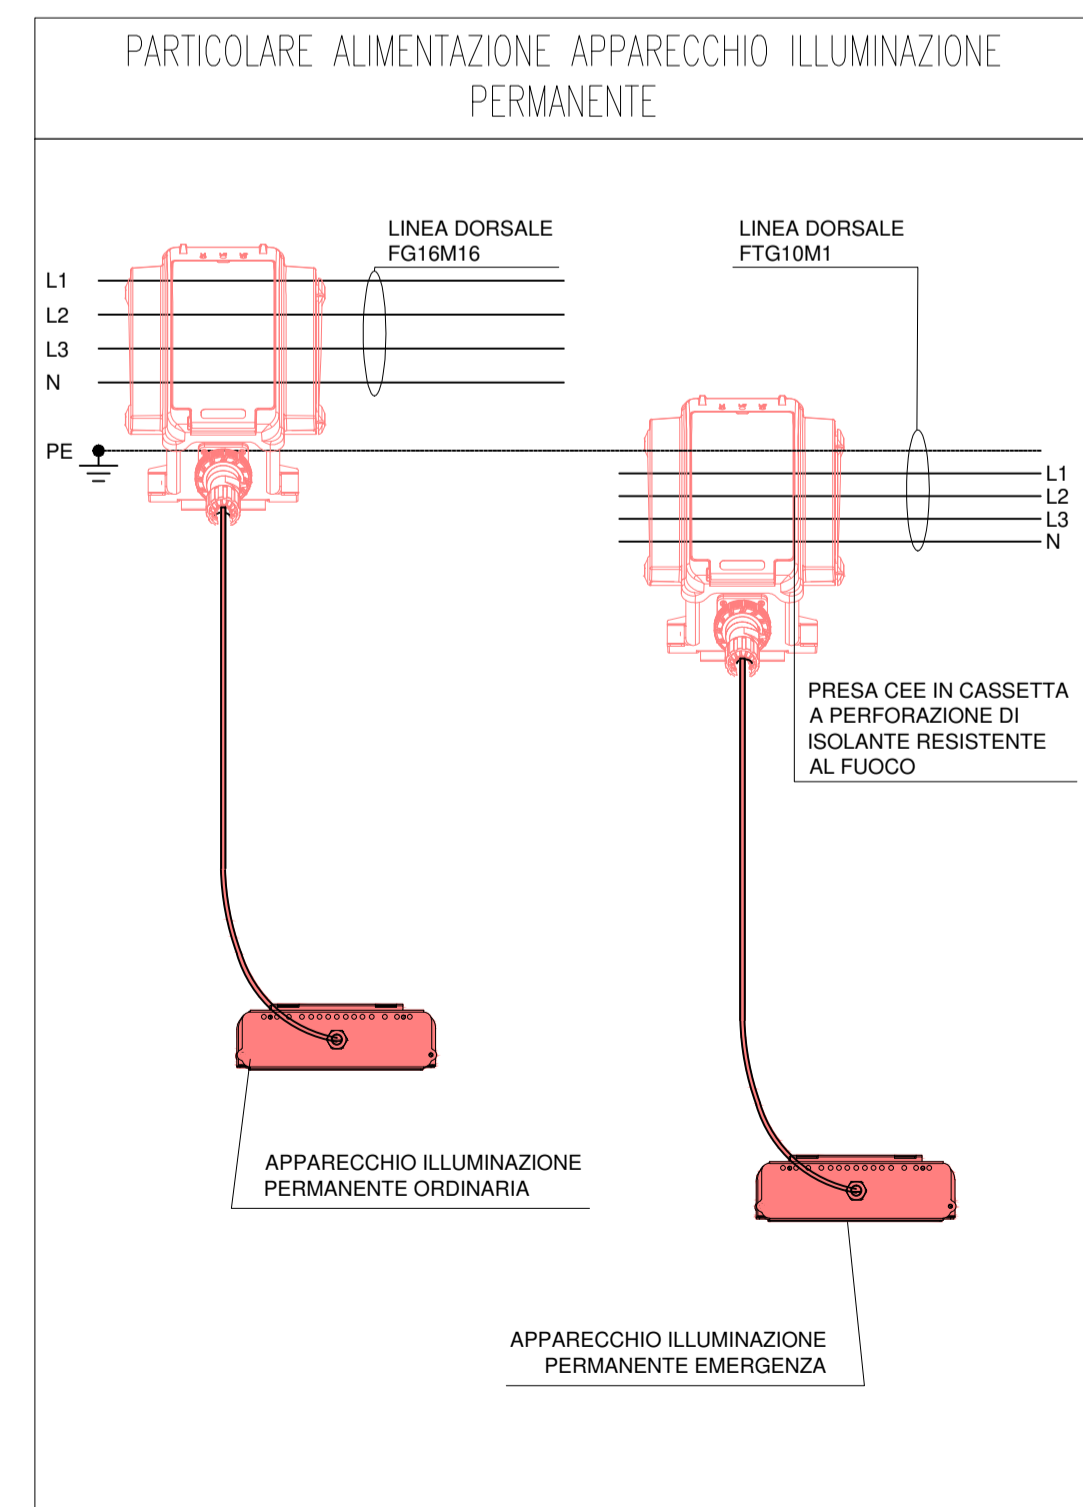 PARTICOLARE ALIMENTAZIONE APPARECCHIO ILLUMINAZIONE
PERMANENTE
LINEA DORSALE
FG16M16
LINEA DORSALE
FTG10M1
L1
L2
L3
N
PE
L1
L2
L3
N
PRESA CEE IN CASSETTA
A PERFORAZIONE DI
ISOLANTE RESISTENTE
AL FUOCO
APPARECCHIO ILLUMINAZIONE
PERMANENTE ORDINARIA
APPARECCHIO ILLUMINAZIONE
PERMANENTE EMERGENZA